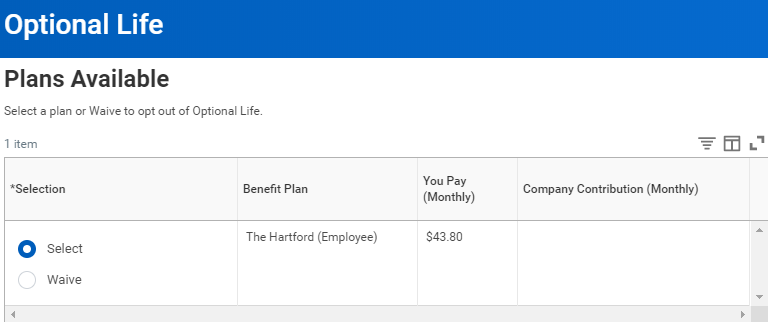 Optional Life
Plans Available
Select a plan or Waive to opt out of Optional Life.
1 item
*Selection
Benefit Plan
You Pay
(Monthly)
Company Contribution (Monthly)
Select
Waive
The Hartford (Employee)
$43.80